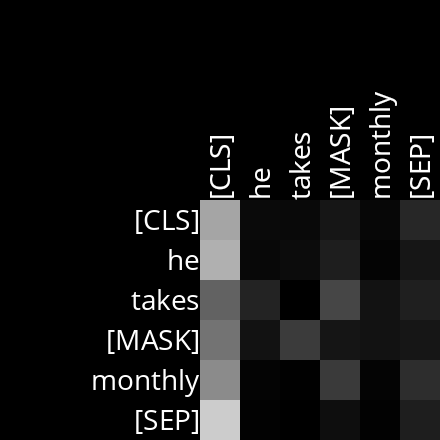 [CLS] he takes [MASK] monthly [SEP]
[CLS]
he
takes
[MASK]
monthly
[SEP]